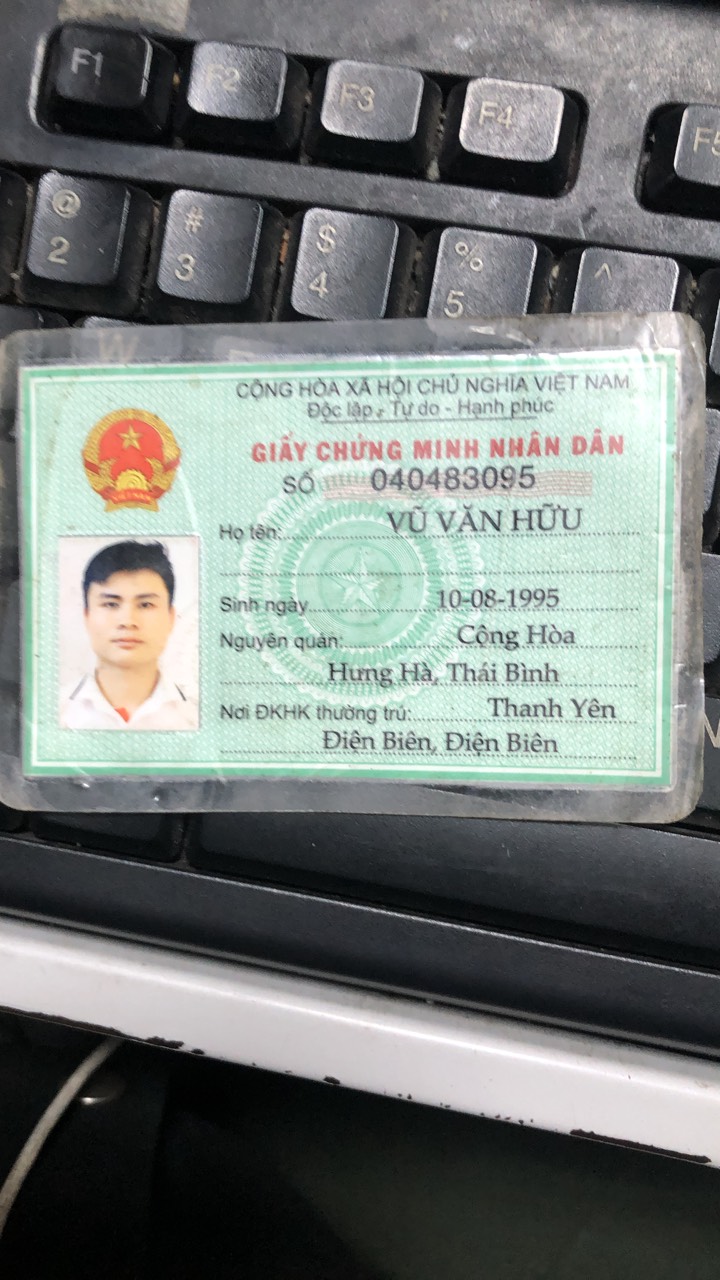 F1 F2 F3 F4 F5
@ # $ % ^
2 3 4 5
CỘNG HÒA XÃ HỘI CHỦ NGHĨA VIỆT NAM
Độc lập - Tự do - Hạnh phúc
GIẤY CHỨNG MINH NHÂN DÂN
SỐ 040483095
Họ tên: VŨ VĂN HỮU
Sinh ngày 10-08-1995
Nguyên quán: Cộng Hòa
Hưng Hà, Thái Bình
Nơi ĐKHK thường trú: Thanh Yên
Điện Biên, Điện Biên
VIỆT NAM